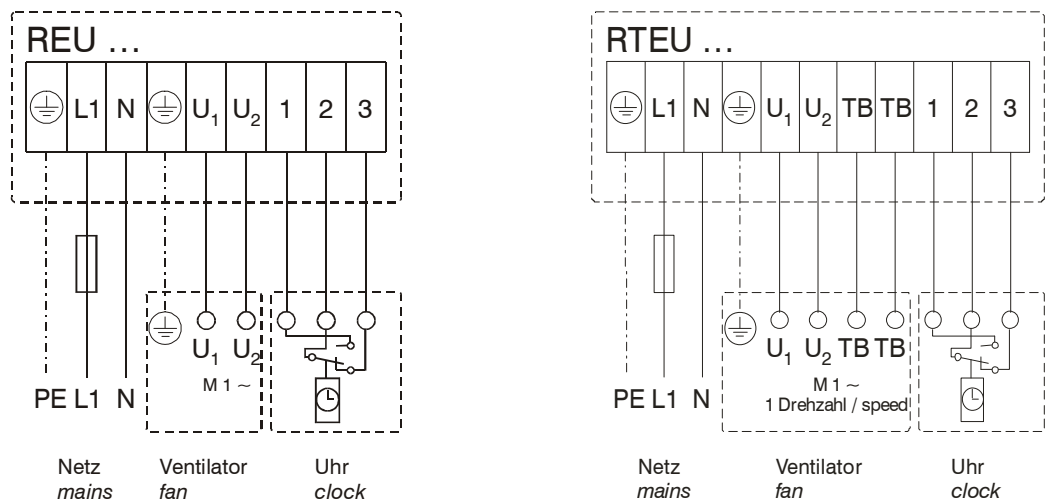 REU ...
L1 N U1 U2 1 2 3
U1 U2
M 1 ~
PE L1 N
Netz
mains
Ventilator
fan
Uhr
clock
RTEU ...
L1 N U1 U2 TB TB 1 2 3
U1 U2 TB TB
M 1 ~
1 Drehzahl / speed
PE L1 N
Netz
mains
Ventilator
fan
Uhr
clock